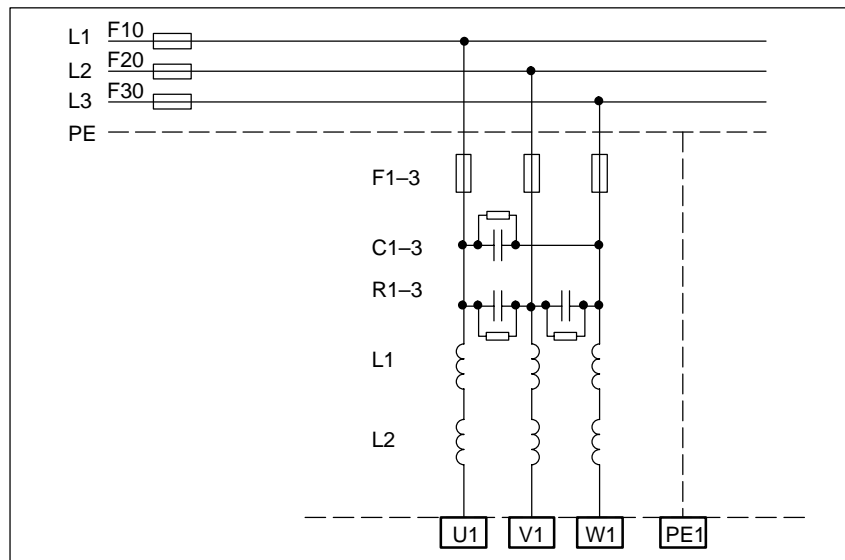 L1 F10
L2 F20
L3 F30
PE
F1–3
C1–3
R1–3
L1
L2
U1 V1 W1 PE1